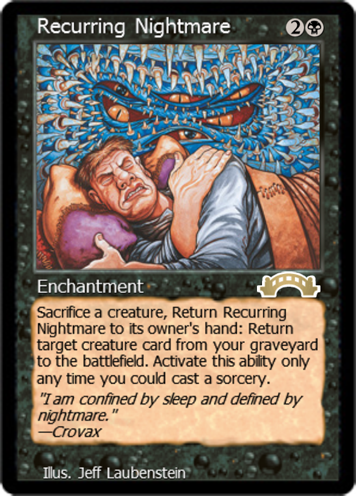 Recurring Nightmare 2
Enchantment
Sacrifice a creature, Return Recurring
Nightmare to its owner's hand: Return
target creature card from your graveyard
to the battlefield. Activate this ability only
any time you could cast a sorcery.
"I am confined by sleep and defined by
nightmare."
—Crovax
Illus. Jeff Laubenstein